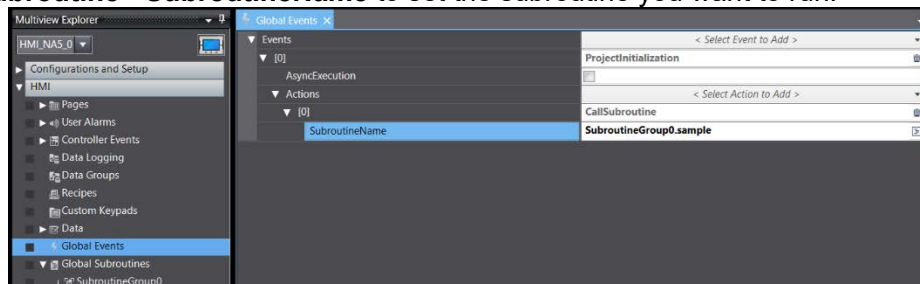 Multiview Explorer
HMI_NA5_0
Configurations and Setup
HMI
Pages
User Alarms
Controller Events
Data Logging
Data Groups
Recipes
Custom Keypads
Data
Global Events
Global Subroutines
SubroutineGroup0
Global Events
Events < Select Event to Add >
[0] ProjectInitialization
AsyncExecution
Actions < Select Action to Add >
[0] CallSubroutine
SubroutineName SubroutineGroup0.sample